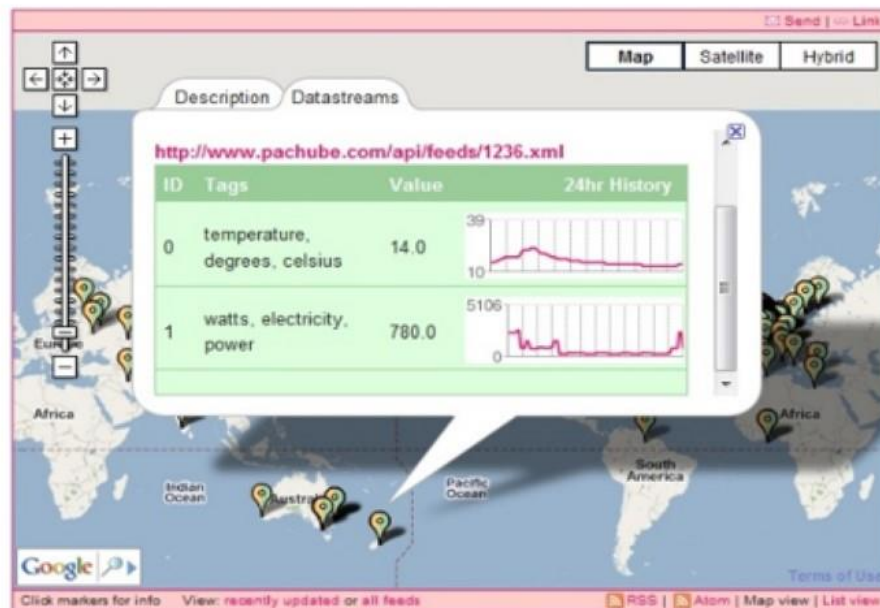 Send | Link
Map Satellite Hybrid
Description Datastreams
http://www.pachube.com/api/feeds/1236.xml
ID Tags Value 24hr History
0 temperature, degrees, celsius 14.0 39 10
1 watts, electricity, power 780.0 5106 0
Africa
Africa
South America
Indian Ocean
Pacific Ocean
Google
Terms of Use
Click markers for info View: recently updated or all feeds RSS | Atom | Map view | List view